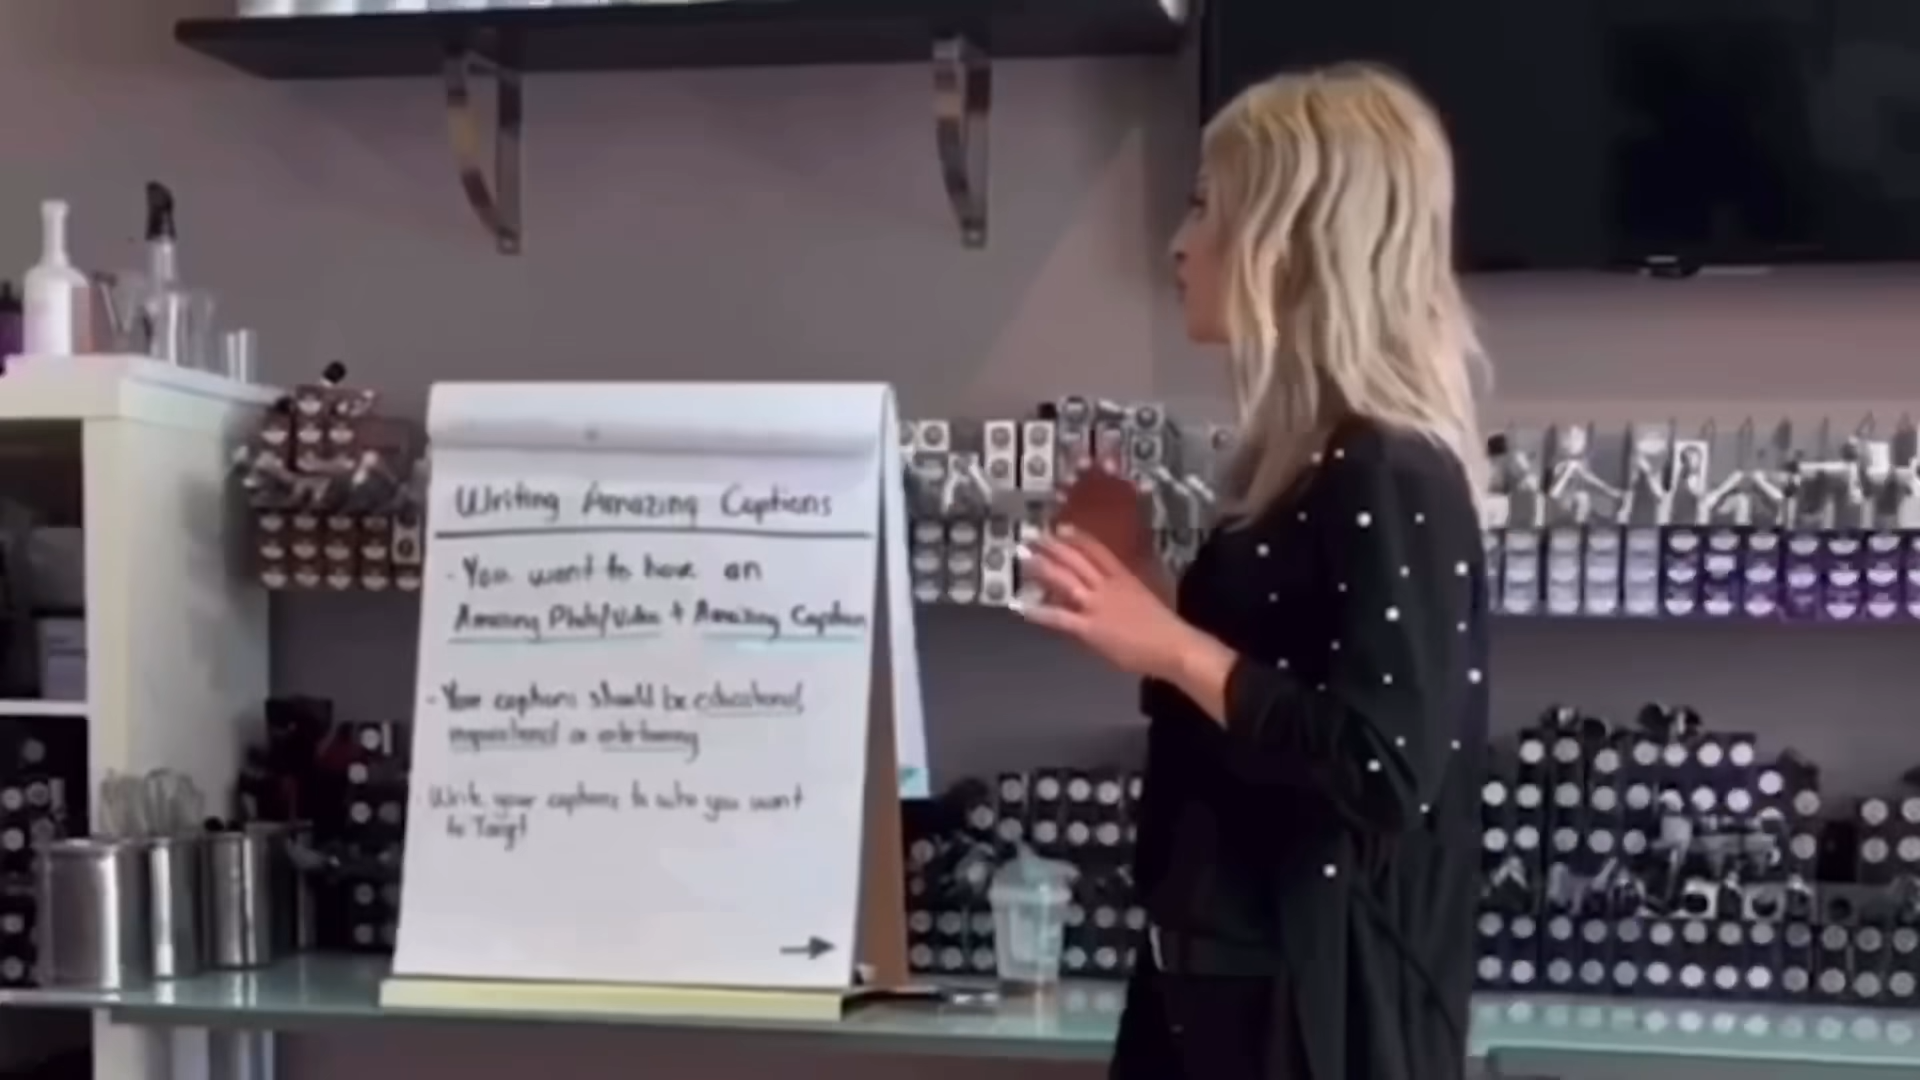 Writing Amazing Captions
- You want to have an
Amazing Photo/Video + Amazing Caption
- Your captions should be educational,
inspirational or entertaining
- Write your captions to who you want
to Target